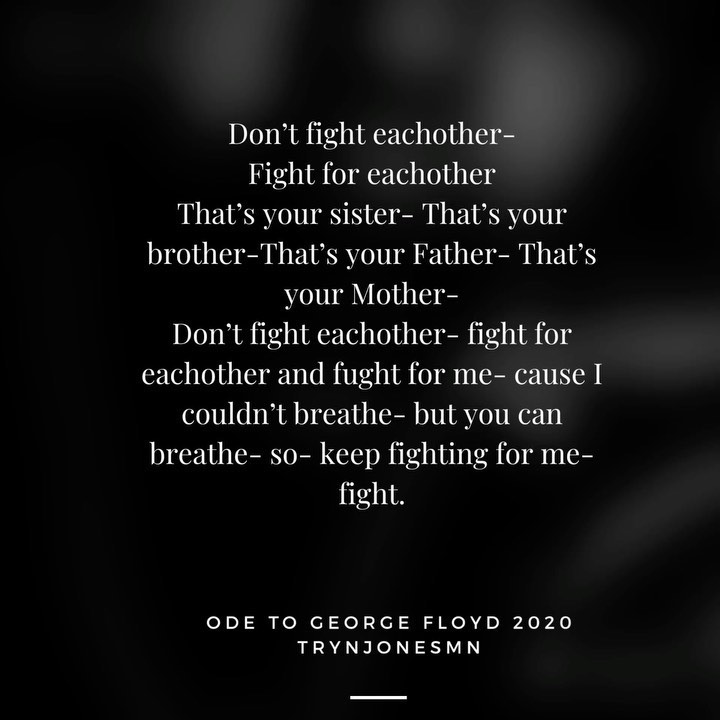 Don’t fight eachother-
Fight for eachother
That’s your sister- That’s your
brother-That’s your Father- That’s
your Mother-
Don’t fight eachother- fight for
eachother and fught for me- cause I
couldn’t breathe- but you can
breathe- so- keep fighting for me-
fight.
ODE TO GEORGE FLOYD 2020
TRYNJONESMN